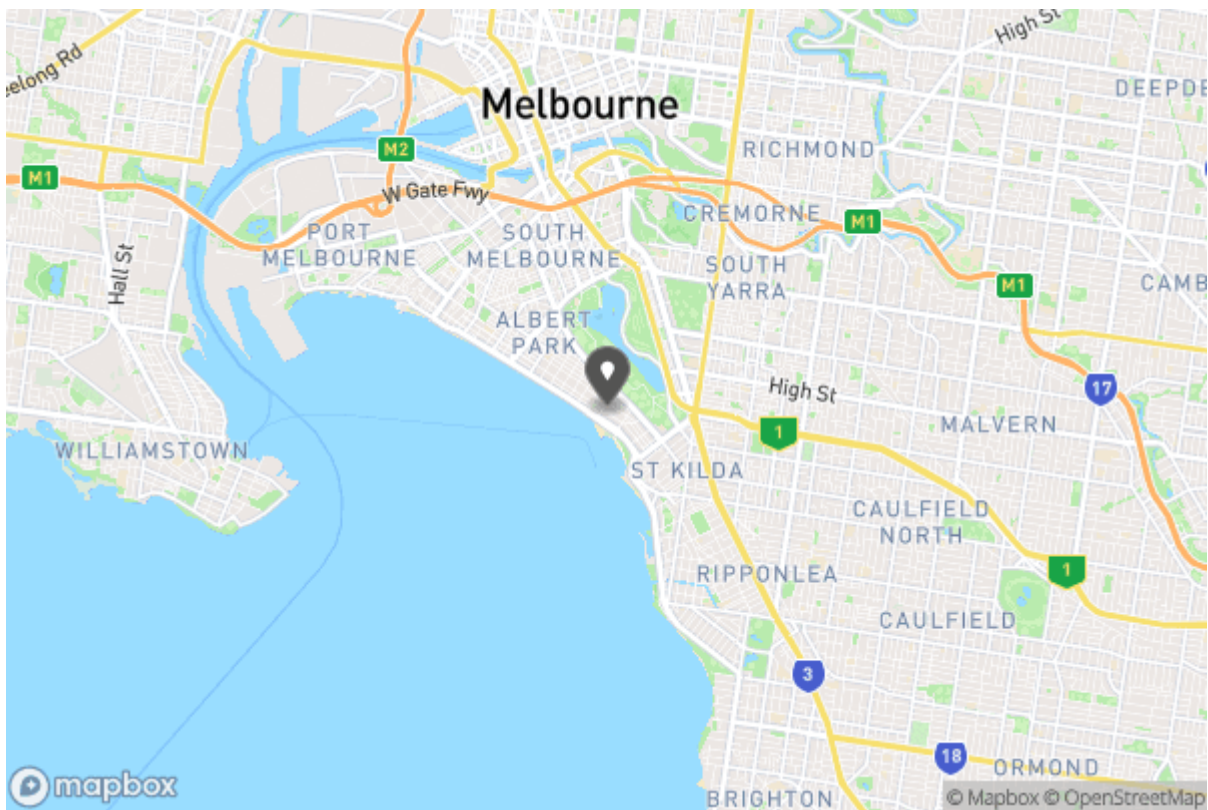 High St
eelong Rd
DEEPDE
Melbourne
M2
RICHMOND
M1
W Gate Fwy
CREMORNE
M1
PORT
MELBOURNE
SOUTH
MELBOURNE
SOUTH
YARRA
Hall St
M1
CAMB
ALBERT
PARK
High St
17
1
MALVERN
WILLIAMSTOWN
ST KILDA
CAULFIELD
NORTH
1
RIPPONLEA
CAULFIELD
3
18
ORMOND
mapbox
BRIGHTON
© Mapbox © OpenStreetMap